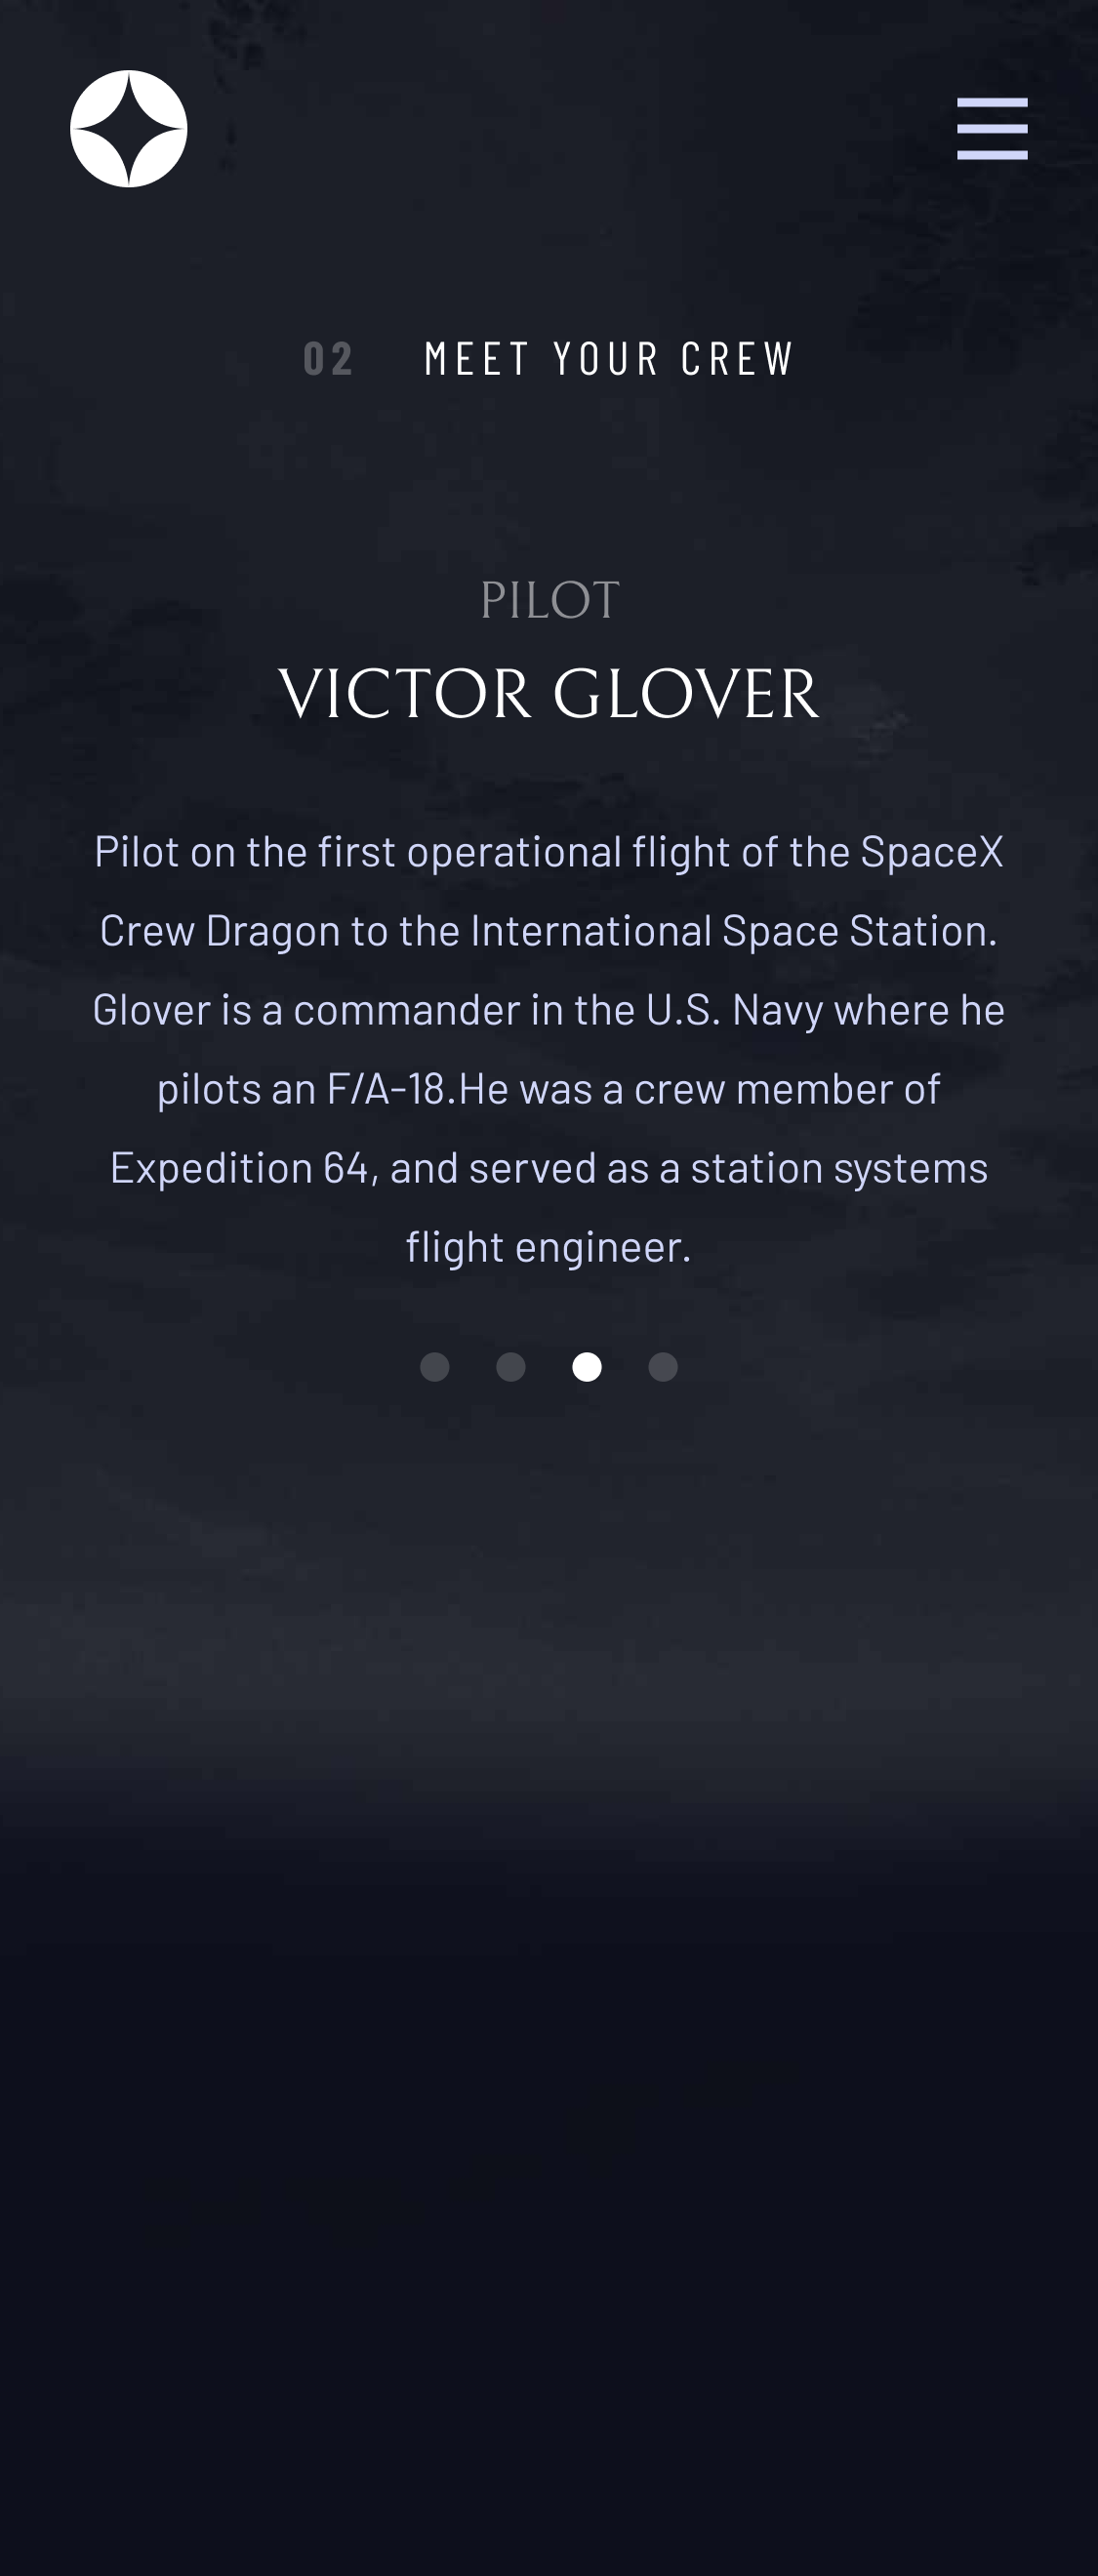 02 MEET YOUR CREW
PILOT
VICTOR GLOVER
Pilot on the first operational flight of the SpaceX
Crew Dragon to the International Space Station.
Glover is a commander in the U.S. Navy where he
pilots an F/A-18.He was a crew member of
Expedition 64, and served as a station systems
flight engineer.